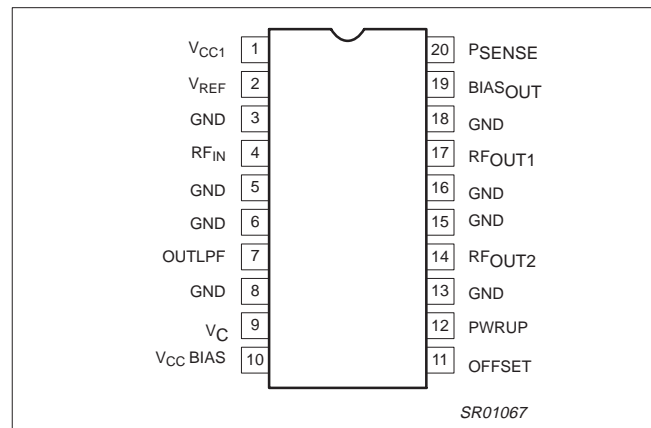 VCC1 1 20 PSENSE
VREF 2 19 BIASOUT
GND 3 18 GND
RFIN 4 17 RFOUT1
GND 5 16 GND
GND 6 15 GND
OUTLPF 7 14 RFOUT2
GND 8 13 GND
VC 9 12 PWRUP
VCC BIAS 10 11 OFFSET
SR01067